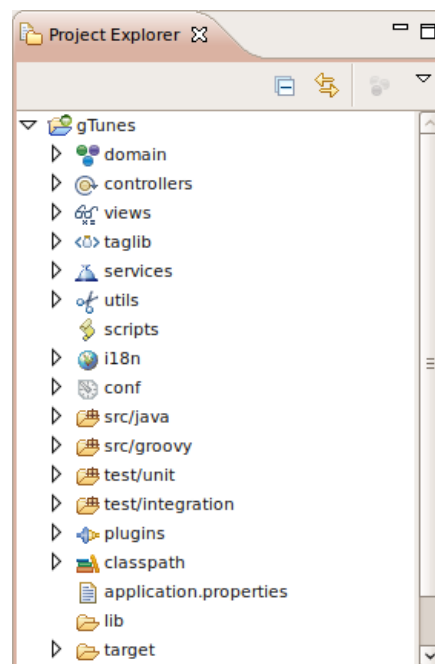 Project Explorer
gTunes
domain
controllers
views
taglib
services
utils
scripts
i18n
conf
src/java
src/groovy
test/unit
test/integration
plugins
classpath
application.properties
lib
target